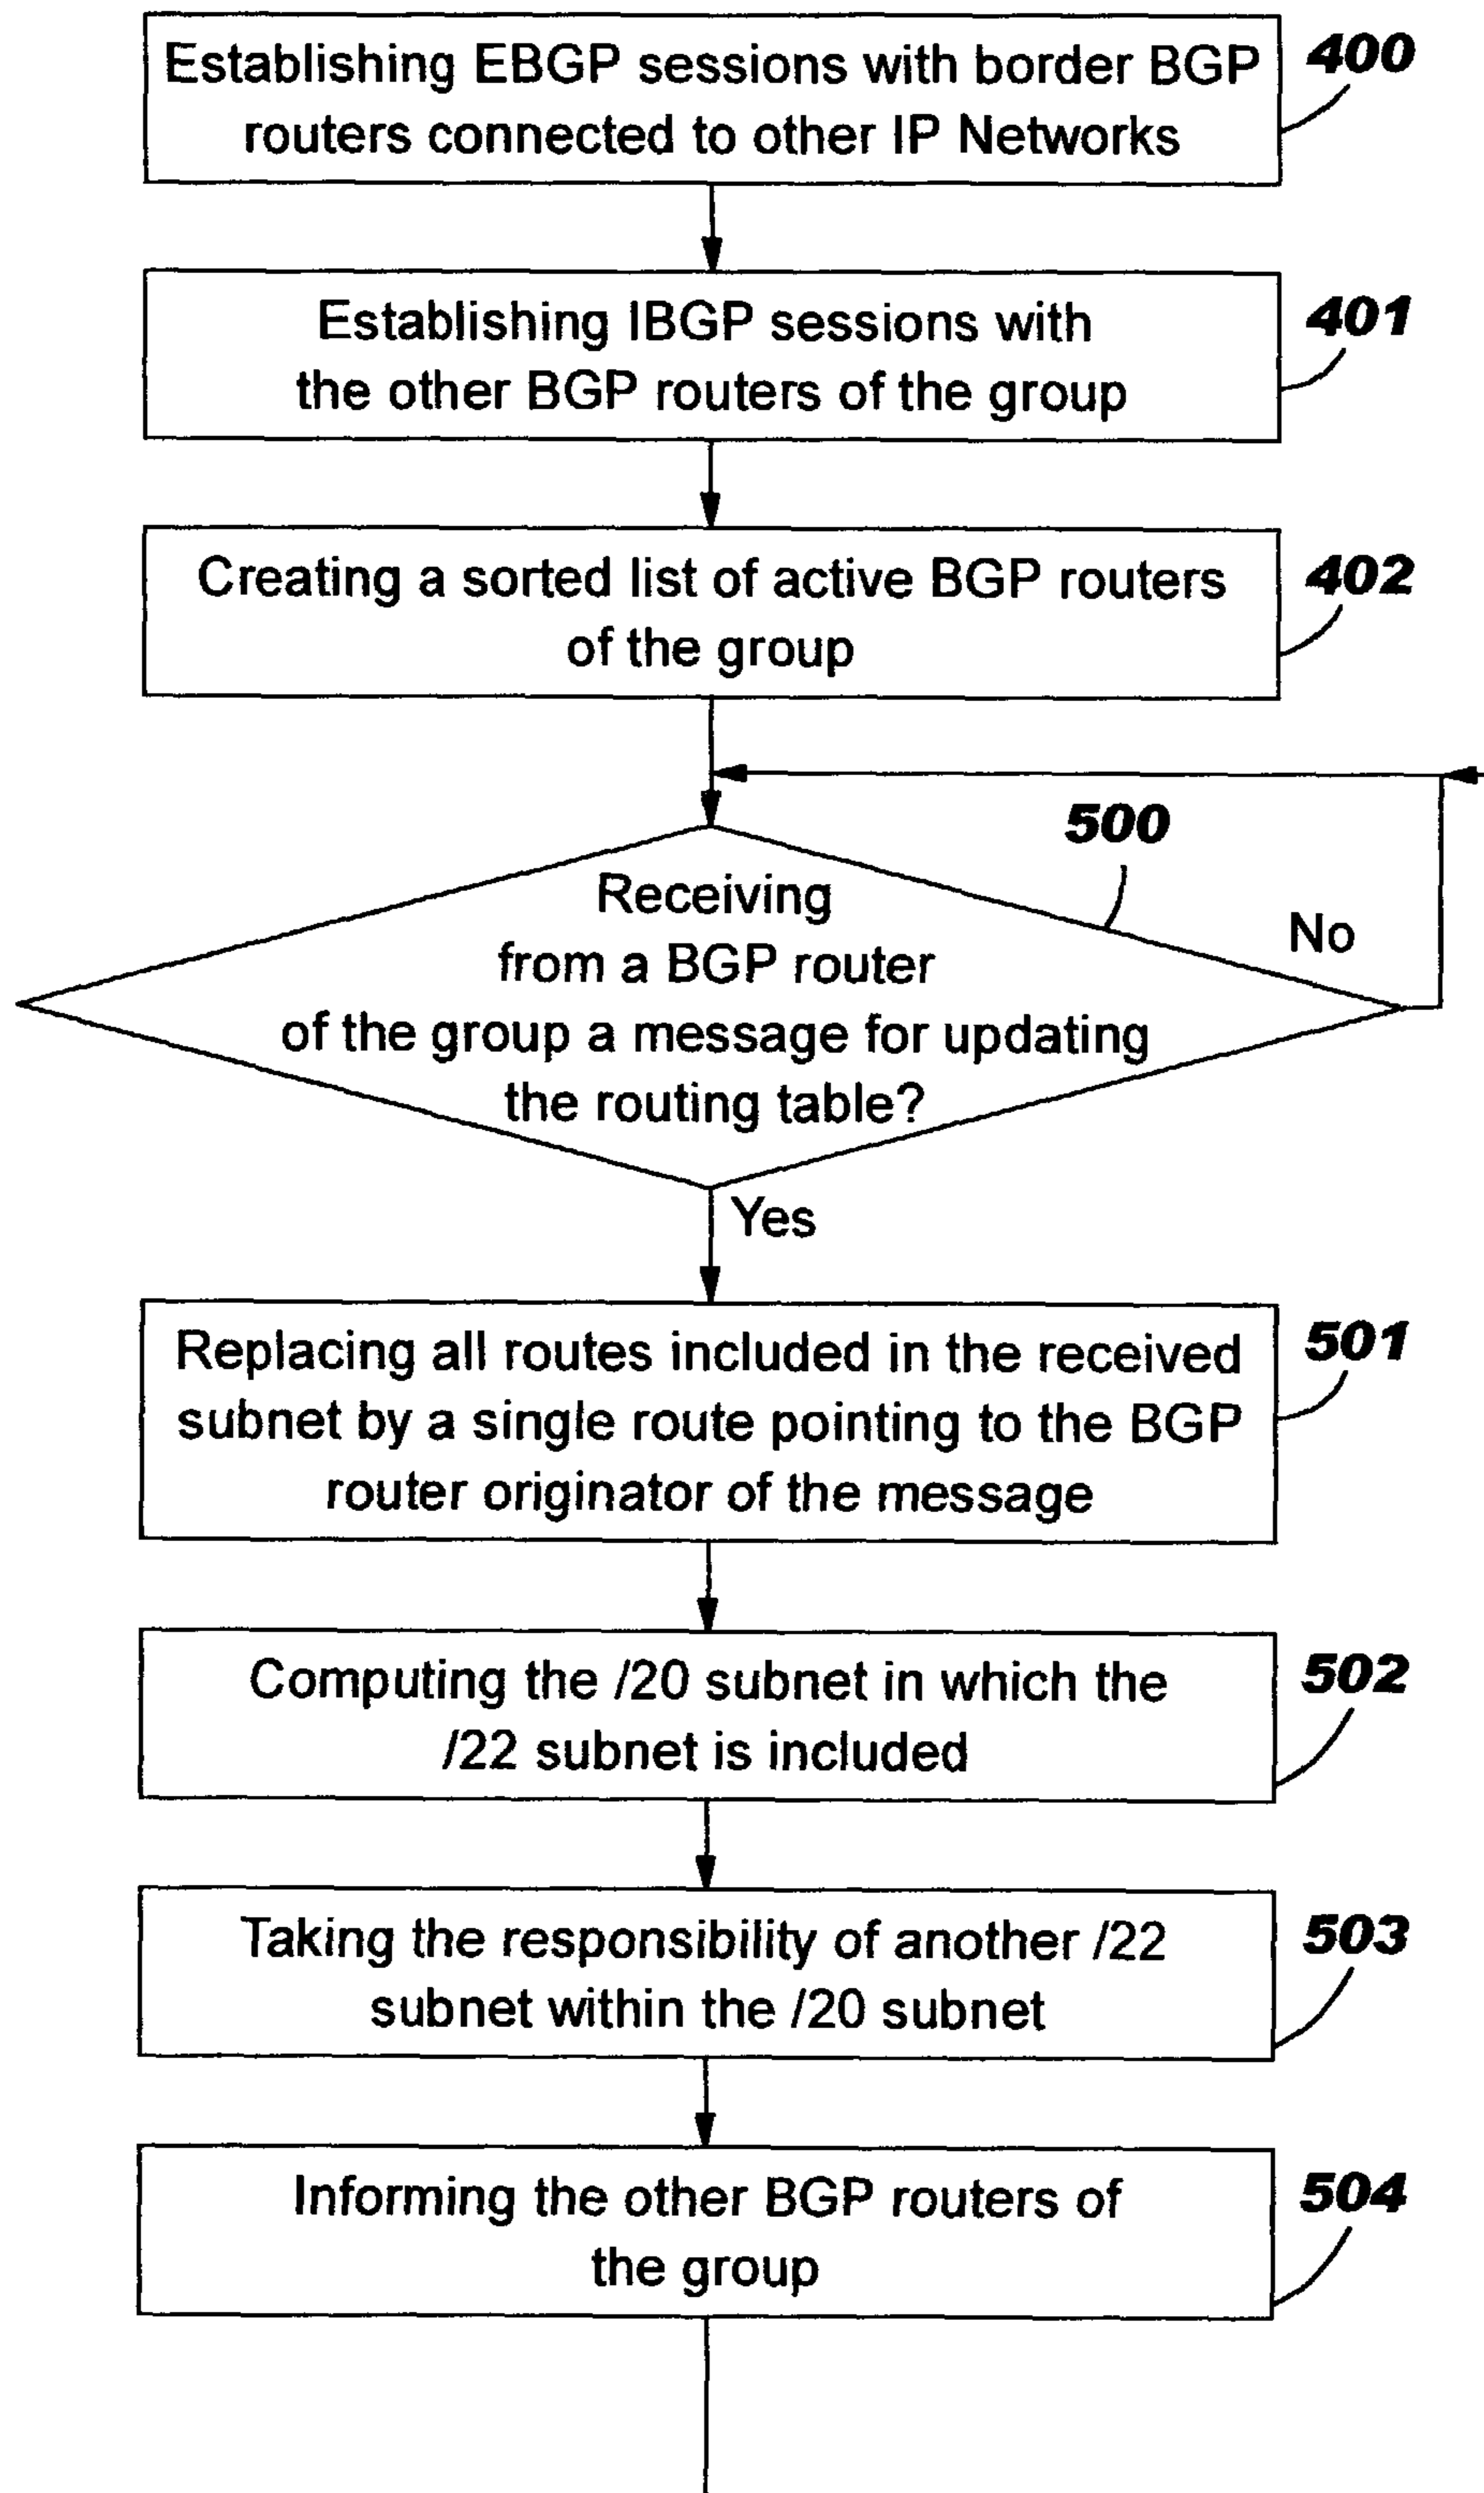 Establishing EBGP sessions with border BGP
routers connected to other IP Networks
400
Establishing IBGP sessions with
the other BGP routers of the group
401
Creating a sorted list of active BGP routers
of the group
402
500
Receiving
from a BGP router
of the group a message for updating
the routing table?
No
Yes
Replacing all routes included in the received
subnet by a single route pointing to the BGP
router originator of the message
501
Computing the /20 subnet in which the
/22 subnet is included
502
Taking the responsibility of another /22
subnet within the /20 subnet
503
Informing the other BGP routers of
the group
504